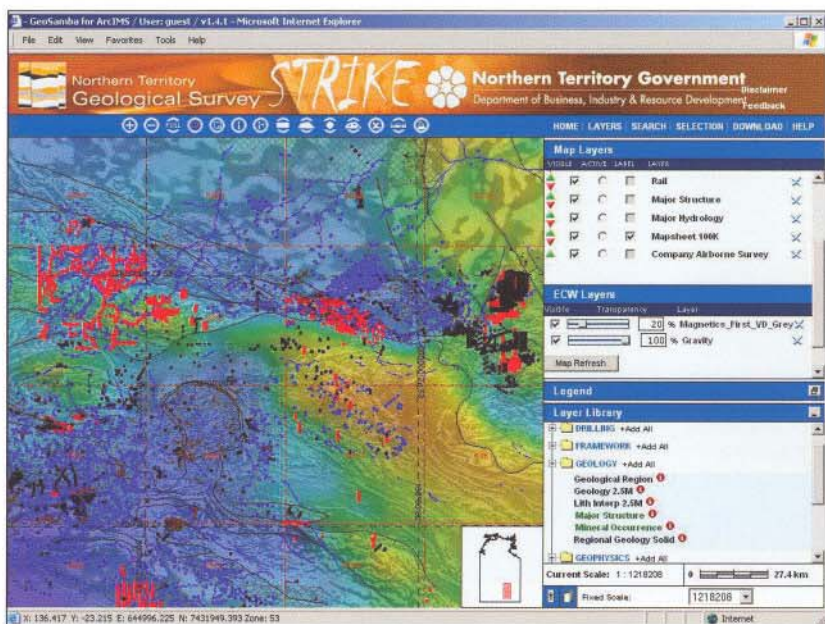 - GeoSamba for ArcIMS / User: guest / v1.4.1 - Microsoft Internet Explorer
File Edit View Favorites Tools Help
Northern Territory
Geological Survey
STRIKE
Northern Territory Government
Department of Business, Industry & Resource Development
Disclaimer
Feedback
HOME | LAYERS | SEARCH | SELECTION | DOWNLOAD | HELP
Map Layers
VISIBLE ACTIVE LABEL LAYER
Rail
Major Structure
Major Hydrology
Mapsheet 100K
Company Airborne Survey
ECW Layers
Visible Transparency Layer
20 % Magnetics_First_VD_Grey
100 % Gravity
Map Refresh
Legend
Layer Library
DRILLING +Add All
FRAMEWORK +Add All
GEOLOGY +Add All
Geological Region
Geology 2.5M
Lith Interp 2.5M
Major Structure
Mineral Occurrence
Regional Geology Solid
GEOPHYSICS +Add All
Current Scale: 1 : 1218208 0 27.4 km
Fixed Scale: 1218208
X: 136.417 Y: -23.215 E: 644996.225 N: 7431949.393 Zone: 53
Internet